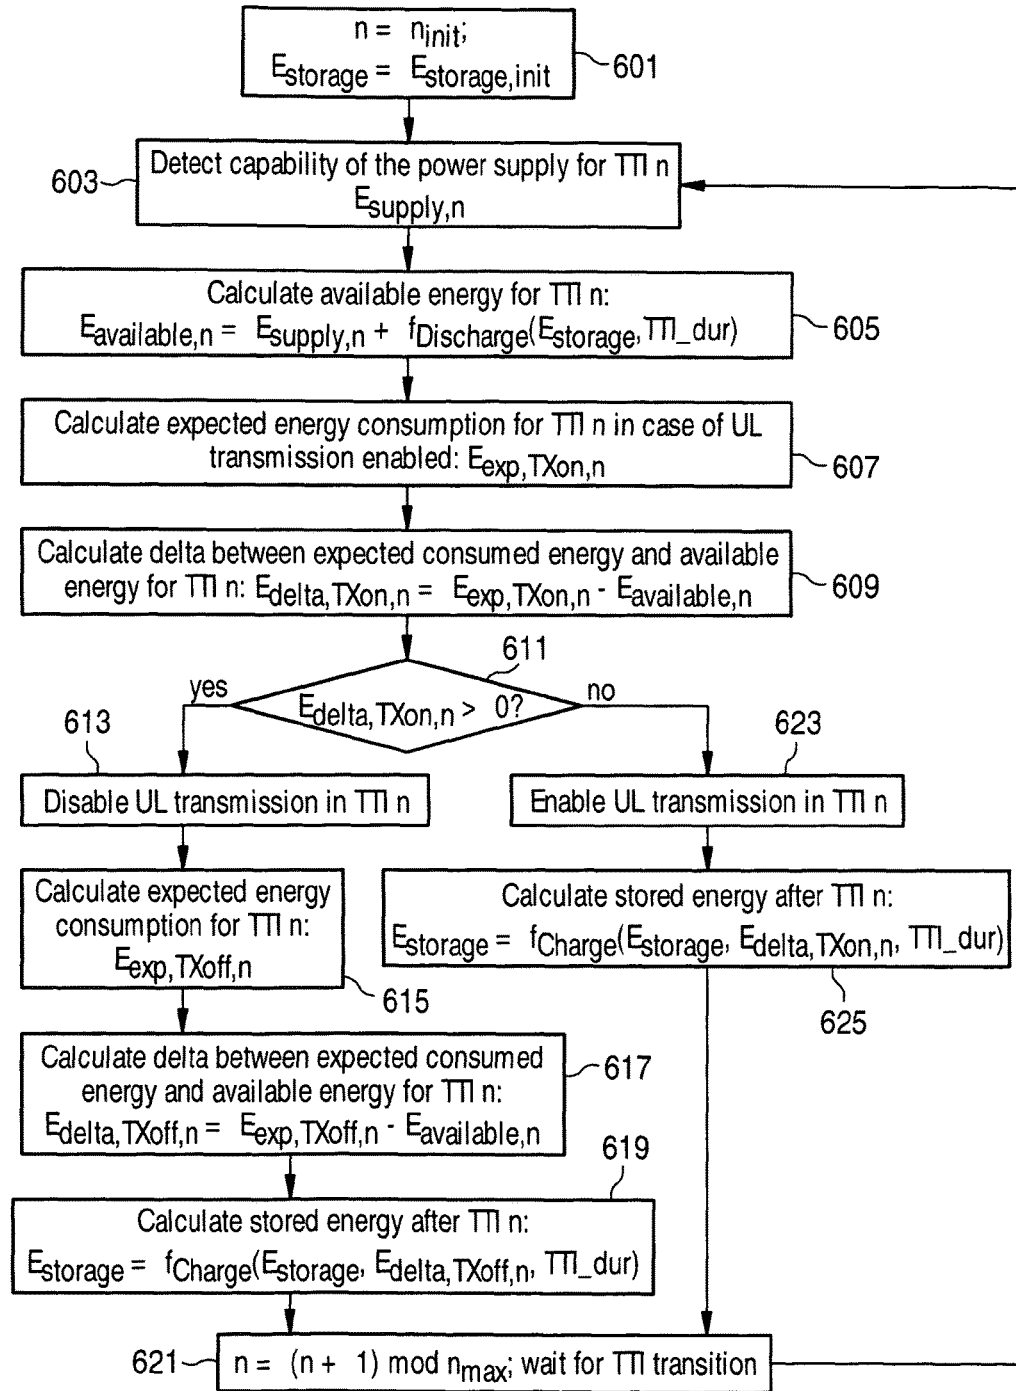 n = n_init;
E_storage = E_storage,init
601
Detect capability of the power supply for TTI n
E_supply,n
603
Calculate available energy for TTI n:
E_available,n = E_supply,n + f_Discharge(E_storage, TTI_dur)
605
Calculate expected energy consumption for TTI n in case of UL
transmission enabled: E_exp,TXon,n
607
Calculate delta between expected consumed energy and available
energy for TTI n: E_delta,TXon,n = E_exp,TXon,n - E_available,n
609
611
E_delta,TXon,n > 0?
yes
no
613
Disable UL transmission in TTI n
623
Enable UL transmission in TTI n
Calculate expected energy
consumption for TTI n:
E_exp,TXoff,n
615
Calculate stored energy after TTI n:
E_storage = f_Charge(E_storage, E_delta,TXon,n, TTI_dur)
625
Calculate delta between expected consumed
energy and available energy for TTI n:
E_delta,TXoff,n = E_exp,TXoff,n - E_available,n
617
619
Calculate stored energy after TTI n:
E_storage = f_Charge(E_storage, E_delta,TXoff,n, TTI_dur)
621
n = (n + 1) mod n_max; wait for TTI transition